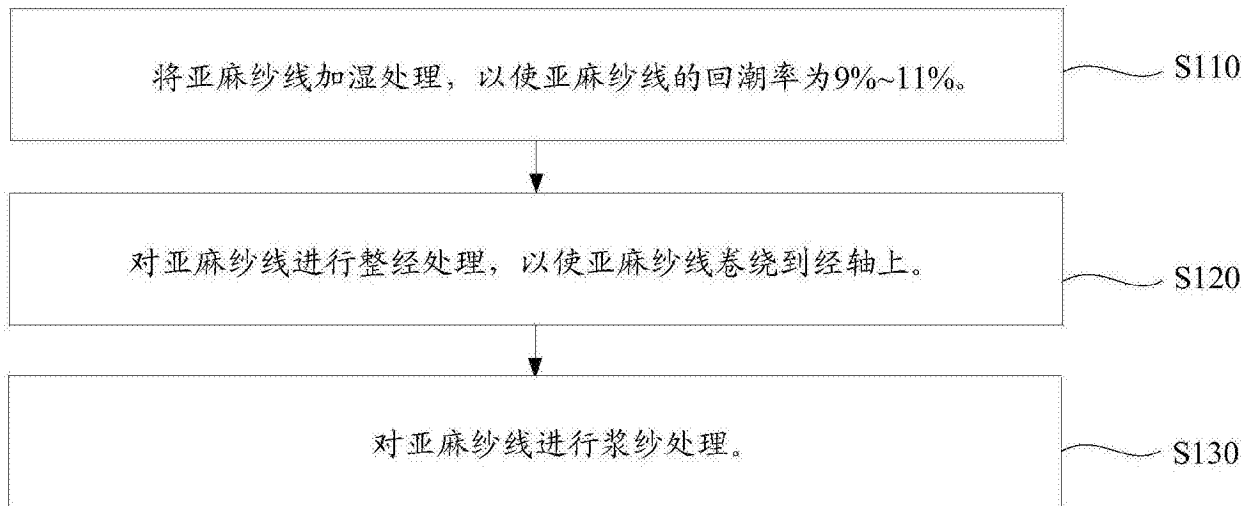 将亚麻纱线加湿处理，以使亚麻纱线的回潮率为9%~11%。
S110
对亚麻纱线进行整经处理，以使亚麻纱线卷绕到经轴上。
S120
对亚麻纱线进行浆纱处理。
S130